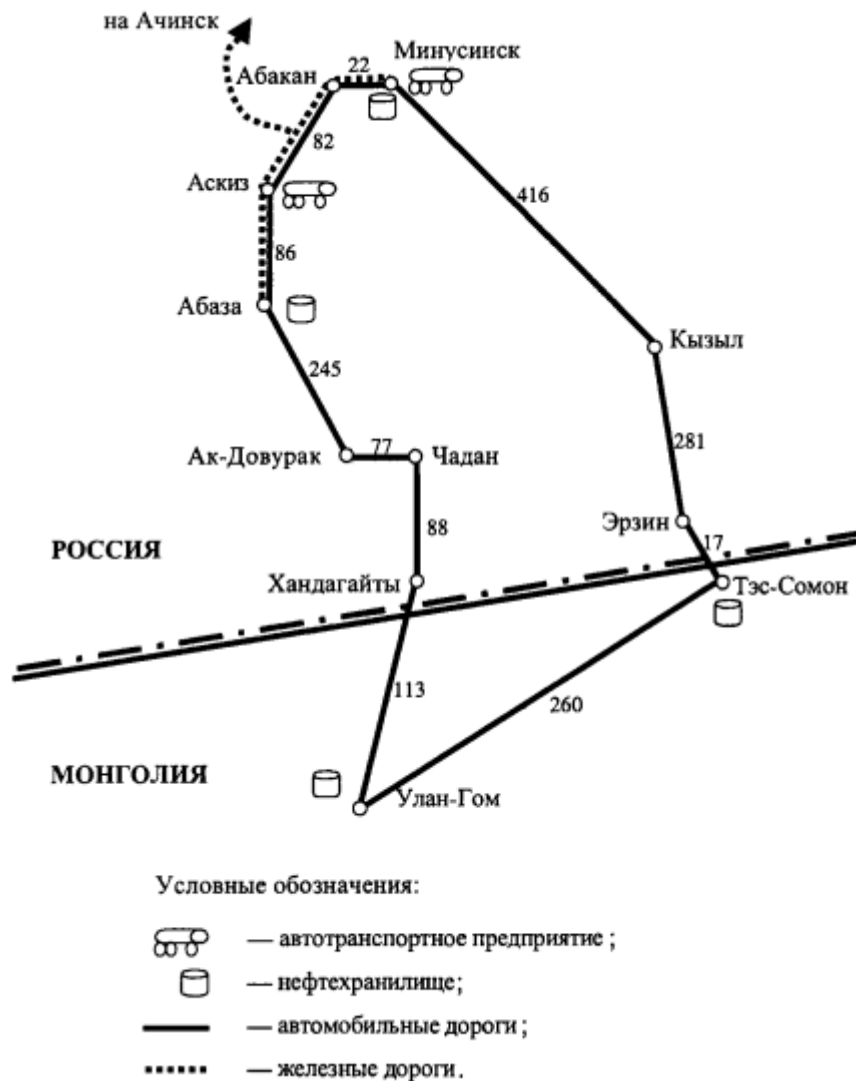 на Ачинск
Минусинск
Абакан
22
82
Аскиз
416
86
Абаза
Кызыл
245
281
Ак-Довурак
77
Чадан
88
Эрзин
17
РОССИЯ
Хандагайты
Тэс-Сомон
113
260
МОНГОЛИЯ
Улан-Гом
Условные обозначения:
— автотранспортное предприятие ;
— нефтехранилище;
— автомобильные дороги ;
— железные дороги.